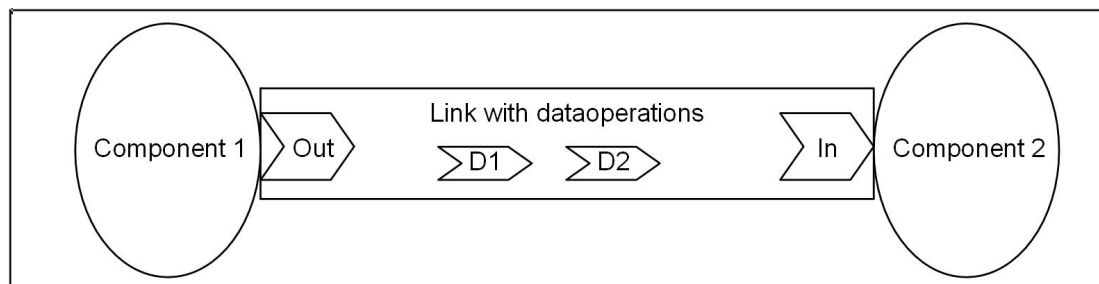 Link with dataoperations
Component 1
Out
D1
D2
In
Component 2